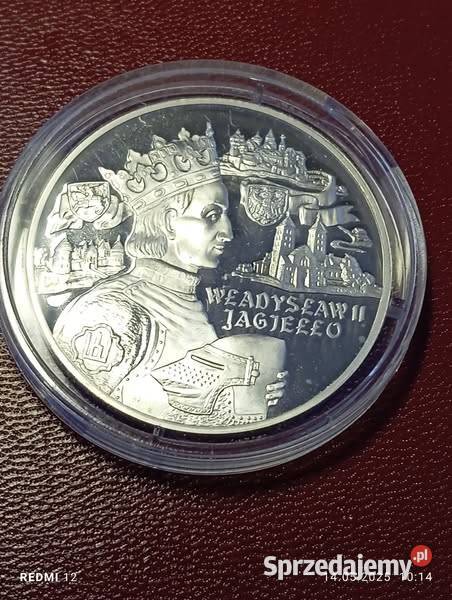 WŁADYSŁAW II
JAGIEŁŁO
REDMI 12
14.05.2025 10:14
Sprzedajemy.pl